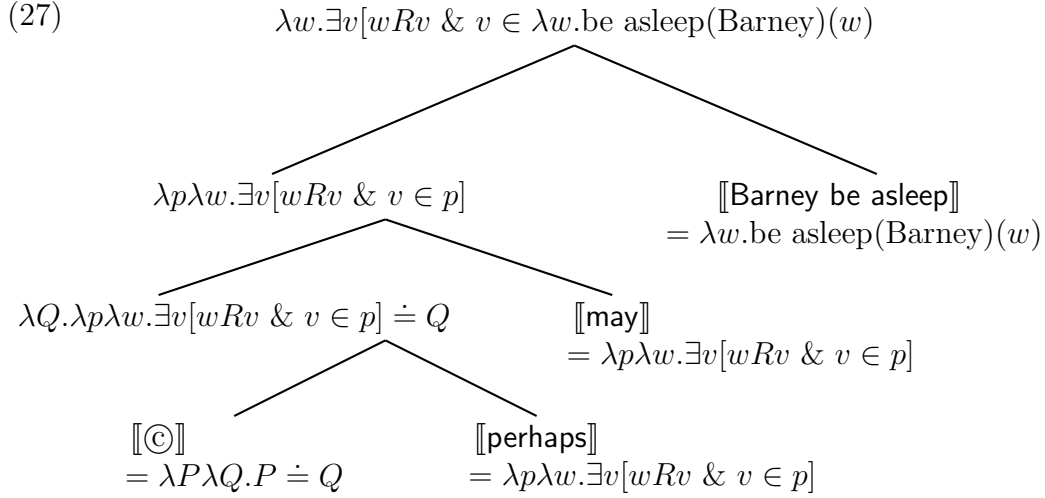 (27)
λw.∃v[wRv & v ∈ λw.be asleep(Barney)(w)
λpλw.∃v[wRv & v ∈ p]
⟦Barney be asleep⟧
= λw.be asleep(Barney)(w)
λQ.λpλw.∃v[wRv & v ∈ p] ≐ Q
⟦may⟧
= λpλw.∃v[wRv & v ∈ p]
⟦©⟧
= λPλQ.P ≐ Q
⟦perhaps⟧
= λpλw.∃v[wRv & v ∈ p]